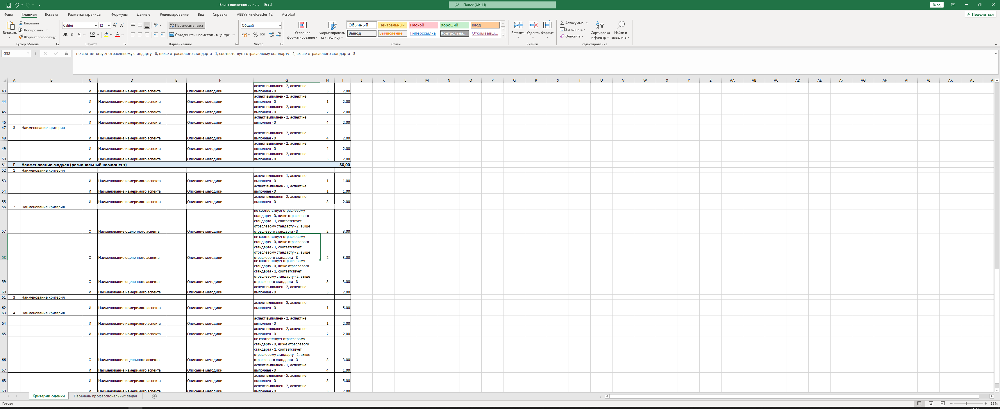 Бланк оценочного листа - Excel
Поиск (Alt+Ы)
Вход
Файл Главная Вставка Разметка страницы Формулы Данные Рецензирование Вид Справка ABBYY FineReader 12 Acrobat
Поделиться
Вставить
Вырезать
Копировать
Формат по образцу
Буфер обмена
Calibri 12
Ж К Ч
Шрифт
Переносить текст
Объединить и поместить в центре
Выравнивание
Общий
Число
Условное форматирование
Форматировать как таблицу
Обычный Нейтральный Плохой Хороший Ввод
Вывод Вычисление Гиперссылка Контрольна... Открывавш...
Стили
Вставить Удалить Формат
Ячейки
Автосумма
Заполнить
Очистить
Сортировка и фильтр
Найти и выделить
Редактирование
G58
не соответствует отраслевому стандарту - 0, ниже отраслевого стандарта - 1, соответствует отраслевому стандарту - 2, выше отраслевого стандарта - 3
A B C D E F G H I J K L M N O P Q R S T U V W X Y Z AA AB AC AD AE AF AG AH AI AJ AK AL A
аспект выполнен - 2, аспект не
43 И Наименование измеримого аспекта Описание методики выполнен - 0 3 2,00
аспект выполнен - 2, аспект не
44 И Наименование измеримого аспекта Описание методики выполнен - 0 1 2,00
аспект выполнен - 2, аспект не
45 И Наименование измеримого аспекта Описание методики выполнен - 0 2 2,00
аспект выполнен - 2, аспект не
46 И Наименование измеримого аспекта Описание методики выполнен - 0 4 2,00
47 3 Наименование критерия
аспект выполнен - 2, аспект не
48 И Наименование измеримого аспекта Описание методики выполнен - 0 4 2,00
аспект выполнен - 2, аспект не
49 И Наименование измеримого аспекта Описание методики выполнен - 0 4 2,00
аспект выполнен - 2, аспект не
50 И Наименование измеримого аспекта Описание методики выполнен - 0 3 2,00
51 Г Наименование модуля (региональный компонент) 30,00
52 1 Наименование критерия
аспект выполнен - 1, аспект не
53 И Наименование измеримого аспекта Описание методики выполнен - 0 1 1,00
аспект выполнен - 1, аспект не
54 И Наименование измеримого аспекта Описание методики выполнен - 0 1 1,00
аспект выполнен - 2, аспект не
55 И Наименование измеримого аспекта Описание методики выполнен - 0 3 2,00
56 2 Наименование критерия
не соответствует отраслевому
стандарту - 0, ниже отраслевого
стандарта - 1, соответствует
отраслевому стандарту - 2, выше
57 О Наименование оценочного аспекта Описание методики отраслевого стандарта - 3 2 3,00
не соответствует отраслевому
стандарту - 0, ниже отраслевого
стандарта - 1, соответствует
отраслевому стандарту - 2, выше
58 О Наименование оценочного аспекта Описание методики отраслевого стандарта - 3 2 3,00
не соответствует отраслевому
стандарту - 0, ниже отраслевого
стандарта - 1, соответствует
отраслевому стандарту - 2, выше
59 О Наименование оценочного аспекта Описание методики отраслевого стандарта - 3 3 3,00
аспект выполнен - 2, аспект не
60 И Наименование измеримого аспекта Описание методики выполнен - 0 3 2,00
61 3 Наименование критерия
аспект выполнен - 5, аспект не
62 И Наименование измеримого аспекта Описание методики выполнен - 0 1 5,00
63 4 Наименование критерия
аспект выполнен - 2, аспект не
64 И Наименование измеримого аспекта Описание методики выполнен - 0 1 2,00
аспект выполнен - 2, аспект не
65 И Наименование измеримого аспекта Описание методики выполнен - 0 2 2,00
не соответствует отраслевому
стандарту - 0, ниже отраслевого
стандарта - 1, соответствует
отраслевому стандарту - 2, выше
66 О Наименование оценочного аспекта Описание методики отраслевого стандарта - 3 3 3,00
аспект выполнен - 1, аспект не
67 И Наименование измеримого аспекта Описание методики выполнен - 0 4 1,00
аспект выполнен - 5, аспект не
68 И Наименование измеримого аспекта Описание методики выполнен - 0 3 5,00
аспект выполнен - 2, аспект не
69 И Наименование измеримого аспекта Описание методики выполнен - 0 3 2,00
Критерии оценки Перечень профессиональных задач
Готово
85 %